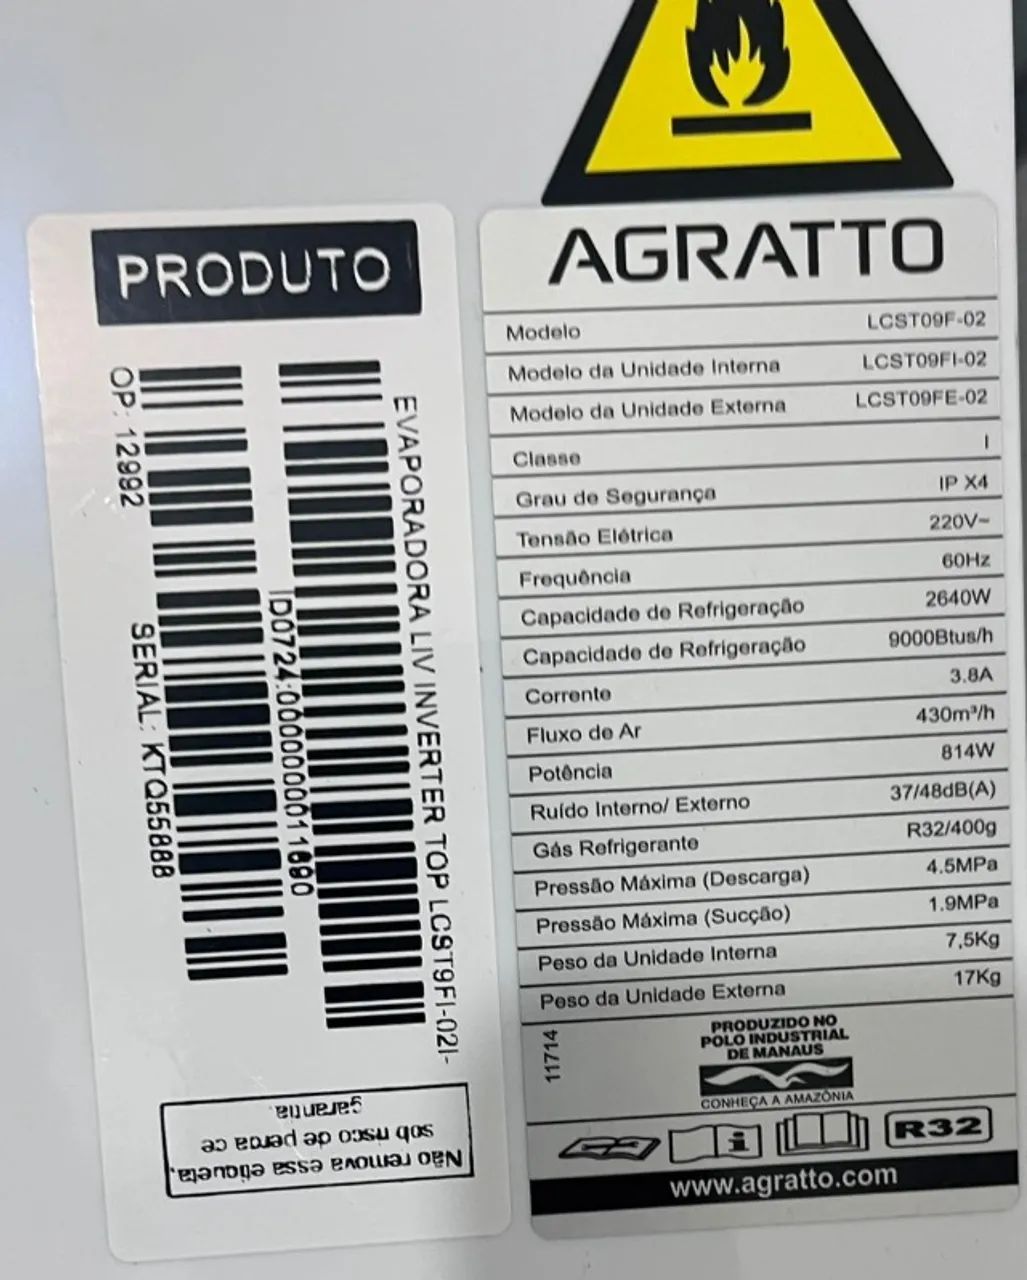 PRODUTO
OP: 12992
SERIAL: KTQ55888
ID0724:00000000011890
EVAPORADORA LIV INVERTER TOP LCST9FI-02I-
Não remova essa etiqueta,
sob risco de perda
garantia.
AGRATTO
Modelo LCST09F-02
Modelo da Unidade Interna LCST09FI-02
Modelo da Unidade Externa LCST09FE-02
Classe I
Grau de Segurança IP X4
Tensão Elétrica 220V~
Frequência 60Hz
Capacidade de Refrigeração 2640W
Capacidade de Refrigeração 9000Btus/h
Corrente 3.8A
Fluxo de Ar 430m³/h
Potência 814W
Ruído Interno/ Externo 37/48dB(A)
Gás Refrigerante R32/400g
Pressão Máxima (Descarga) 4.5MPa
Pressão Máxima (Sucção) 1.9MPa
Peso da Unidade Interna 7,5Kg
Peso da Unidade Externa 17Kg
11714
PRODUZIDO NO
POLO INDUSTRIAL
DE MANAUS
CONHEÇA A AMAZÔNIA
R32
www.agratto.com